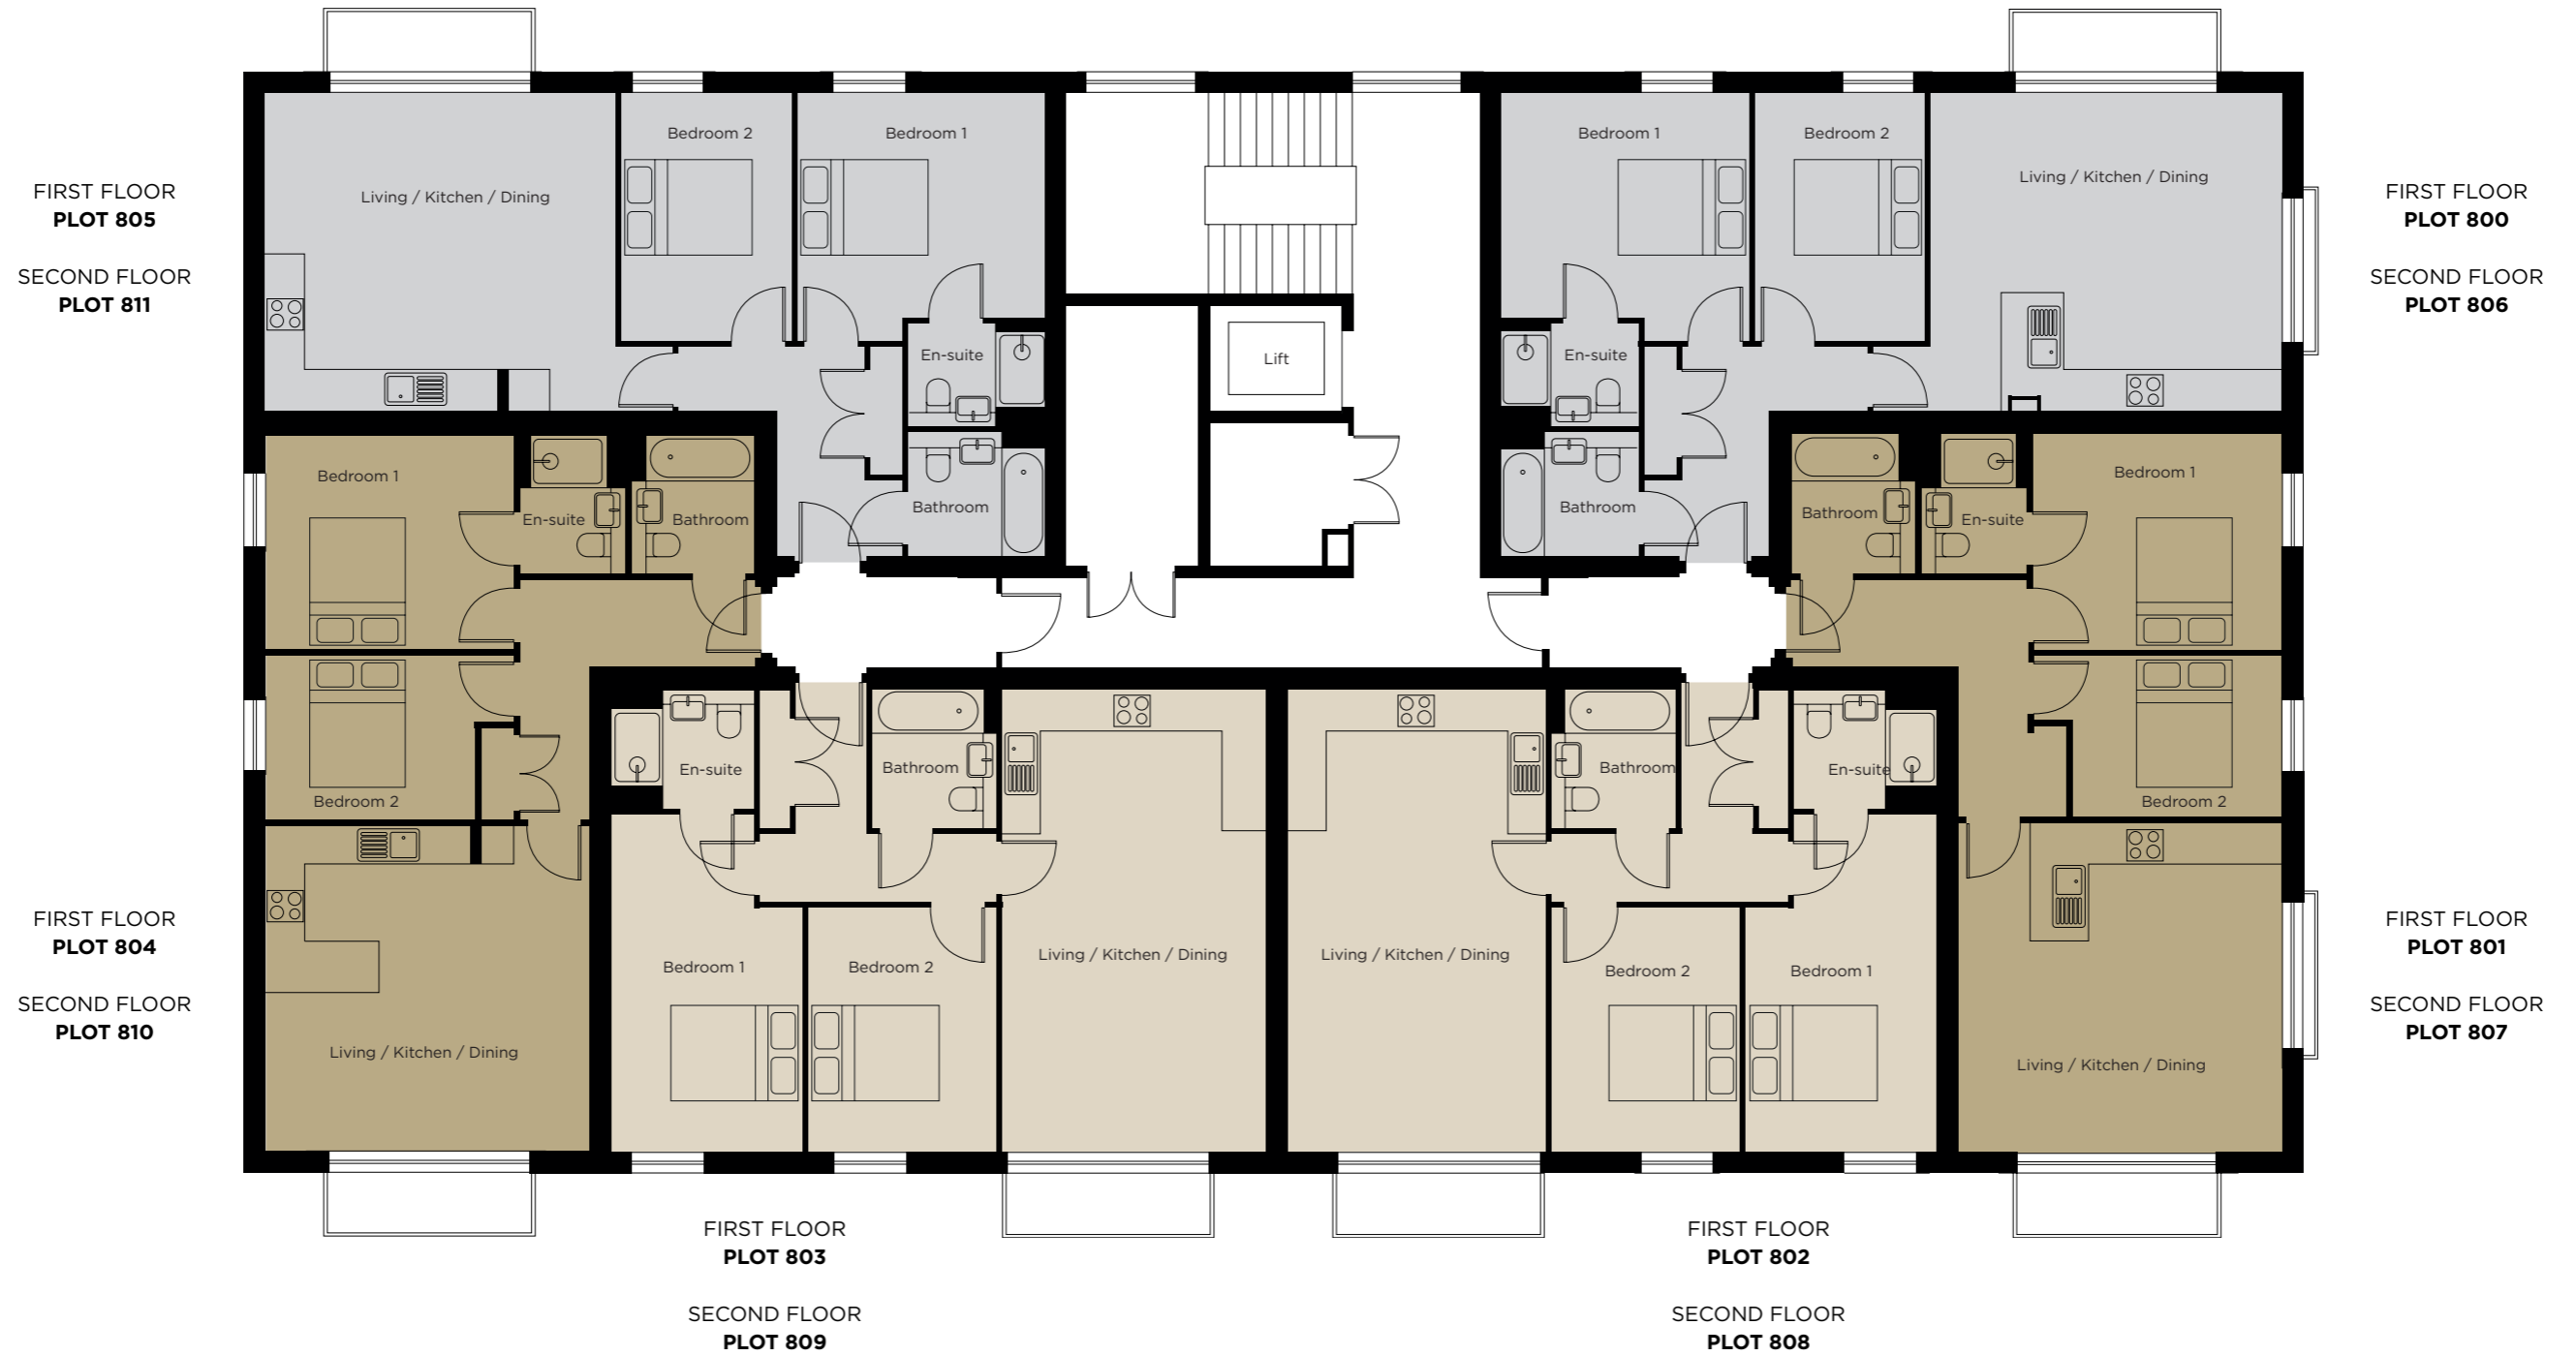 FIRST FLOOR
PLOT 805
SECOND FLOOR
PLOT 811
Living / Kitchen / Dining
Bedroom 2
Bedroom 1
En-suite
Bathroom
Lift
Bedroom 1
Bedroom 2
Living / Kitchen / Dining
En-suite
Bathroom
FIRST FLOOR
PLOT 800
SECOND FLOOR
PLOT 806
Bedroom 1
En-suite
Bathroom
Bedroom 2
Living / Kitchen / Dining
FIRST FLOOR
PLOT 804
SECOND FLOOR
PLOT 810
En-suite
Bathroom
Bedroom 1
Bedroom 2
Living / Kitchen / Dining
FIRST FLOOR
PLOT 803
SECOND FLOOR
PLOT 809
Bathroom
En-suite
Living / Kitchen / Dining
Bedroom 2
Bedroom 1
FIRST FLOOR
PLOT 802
SECOND FLOOR
PLOT 808
Bathroom
En-suite
Bedroom 1
Bedroom 2
Living / Kitchen / Dining
FIRST FLOOR
PLOT 801
SECOND FLOOR
PLOT 807